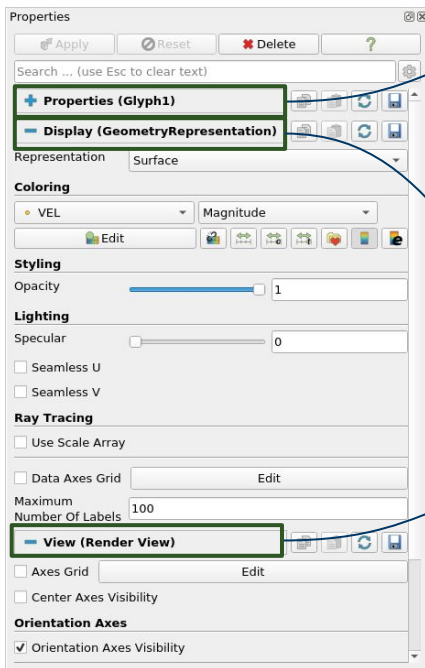 Properties
Apply Reset Delete ?
Search ... (use Esc to clear text)
Properties (Glyph1)
Display (GeometryRepresentation)
Representation Surface
Coloring
VEL Magnitude
Edit
Styling
Opacity 1
Lighting
Specular 0
Seamless U
Seamless V
Ray Tracing
Use Scale Array
Data Axes Grid Edit
Maximum
Number Of Labels 100
View (Render View)
Axes Grid Edit
Center Axes Visibility
Orientation Axes
Orientation Axes Visibility